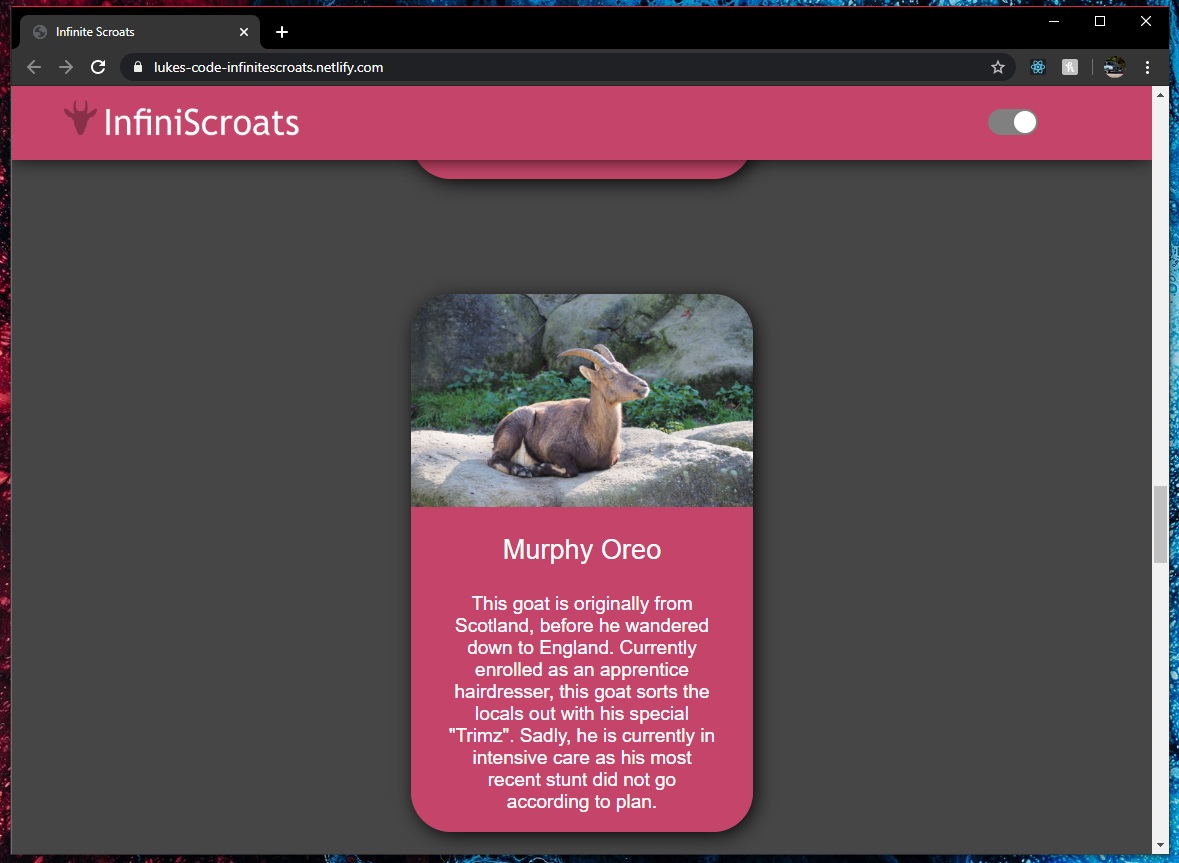 Infinite Scroats
lukes-code-infinitescroats.netlify.com
InfiniScroats
Murphy Oreo
This goat is originally from
Scotland, before he wandered
down to England. Currently
enrolled as an apprentice
hairdresser, this goat sorts the
locals out with his special
"Trimz". Sadly, he is currently in
intensive care as his most
recent stunt did not go
according to plan.